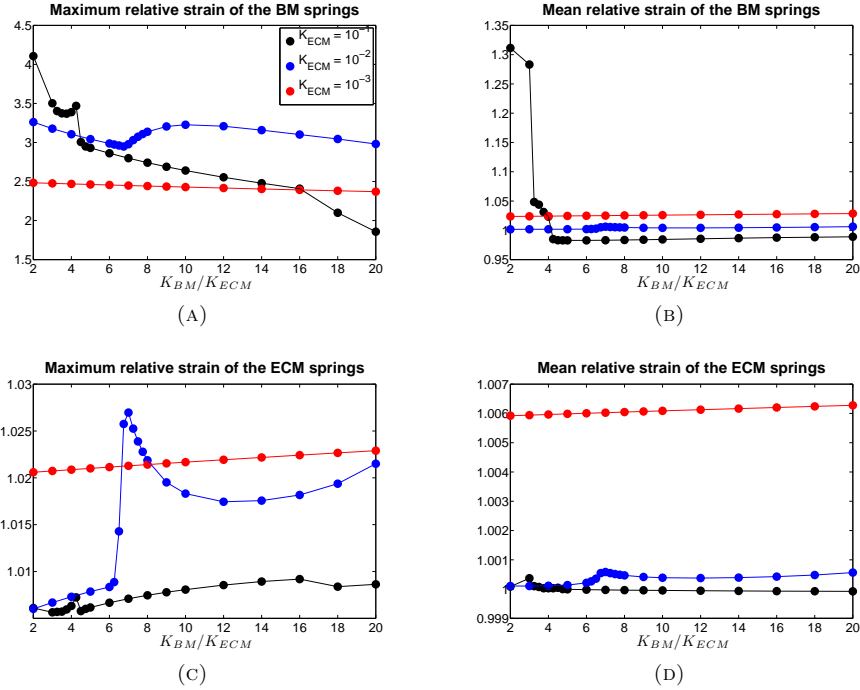 Maximum relative strain of the BM springs
4.5
4
3.5
3
2.5
2
1.5
2 4 6 8 10 12 14 16 18 20
K_BM/K_ECM
K_ECM = 10^-1
K_ECM = 10^-2
K_ECM = 10^-3
(A)
Mean relative strain of the BM springs
1.35
1.3
1.25
1.2
1.15
1.1
1.05
1
0.95
2 4 6 8 10 12 14 16 18 20
K_BM/K_ECM
(B)
Maximum relative strain of the ECM springs
1.03
1.025
1.02
1.015
1.01
2 4 6 8 10 12 14 16 18 20
K_BM/K_ECM
(C)
Mean relative strain of the ECM springs
1.007
1.006
1.005
1.004
1.003
1.002
1.001
1
0.999
2 4 6 8 10 12 14 16 18 20
K_BM/K_ECM
(D)